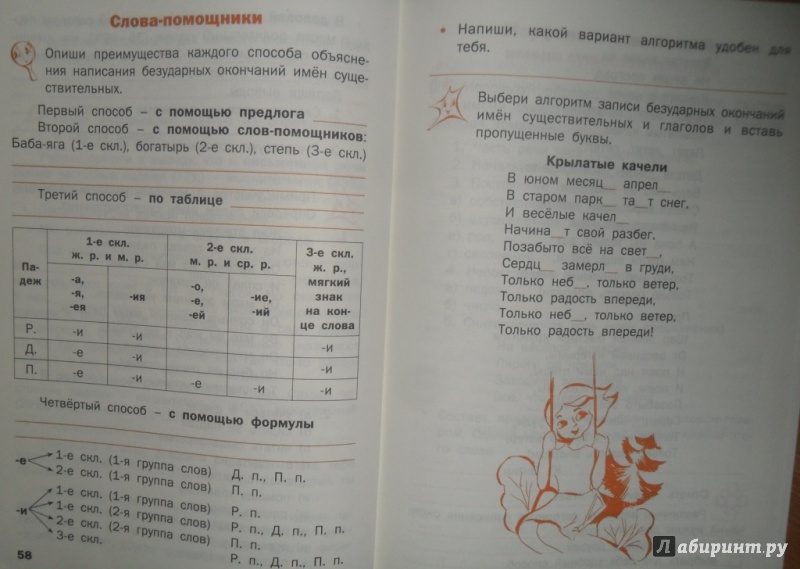 Слова-помощники
Опиши преимущества каждого способа объясне-
ния написания безударных окончаний имён суще-
ствительных.
Первый способ – с помощью предлога
Второй способ – с помощью слов-помощников:
Баба-яга (1-е скл.), богатырь (2-е скл.), степь (3-е скл.)
Третий способ – по таблице
Па-
деж
1-е скл.
ж. р. и м. р.
2-е скл.
м. р. и ср. р.
3-е скл.
ж. р.,
мягкий
знак
на кон-
це слова
-а,
-я,
-ея
-ия
-о,
-е,
-ей
-ие,
-ий
Р. -и -и -и
Д. -е -и -и
П. -е -и -е -и -и
Четвёртый способ – с помощью формулы
-е
1-е скл. (1-я группа слов) Д. п., П. п.
2-е скл. (1-я группа слов) П. п.
-и
1-е скл. (1-я группа слов) Р. п.
1-е скл. (2-я группа слов) Р. п., Д. п., П. п.
2-е скл. (2-я группа слов) П. п.
3-е скл. Р. п., Д. п., П. п.
58
• Напиши, какой вариант алгоритма удобен для
тебя.
Выбери алгоритм записи безударных окончаний
имён существительных и глаголов и вставь
пропущенные буквы.
Крылатые качели
В юном месяц__ апрел__
В старом парк__ та__т снег,
И весёлые качел__
Начина__т свой разбег.
Позабыто всё на свет__,
Сердц__ замерл__ в груди,
Только неб__, только ветер,
Только радость впереди.
Только неб__, только ветер,
Только радость впереди!
Лабиринт.ру